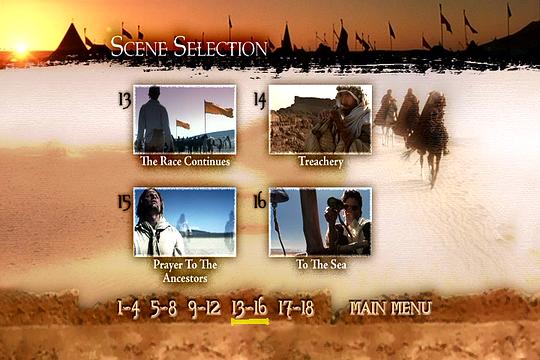 Scene Selection
13
The Race Continues
14
Treachery
15
Prayer To The
Ancestors
16
To The Sea
1-4 5-8 9-12 13-16 17-18 MAIN MENU